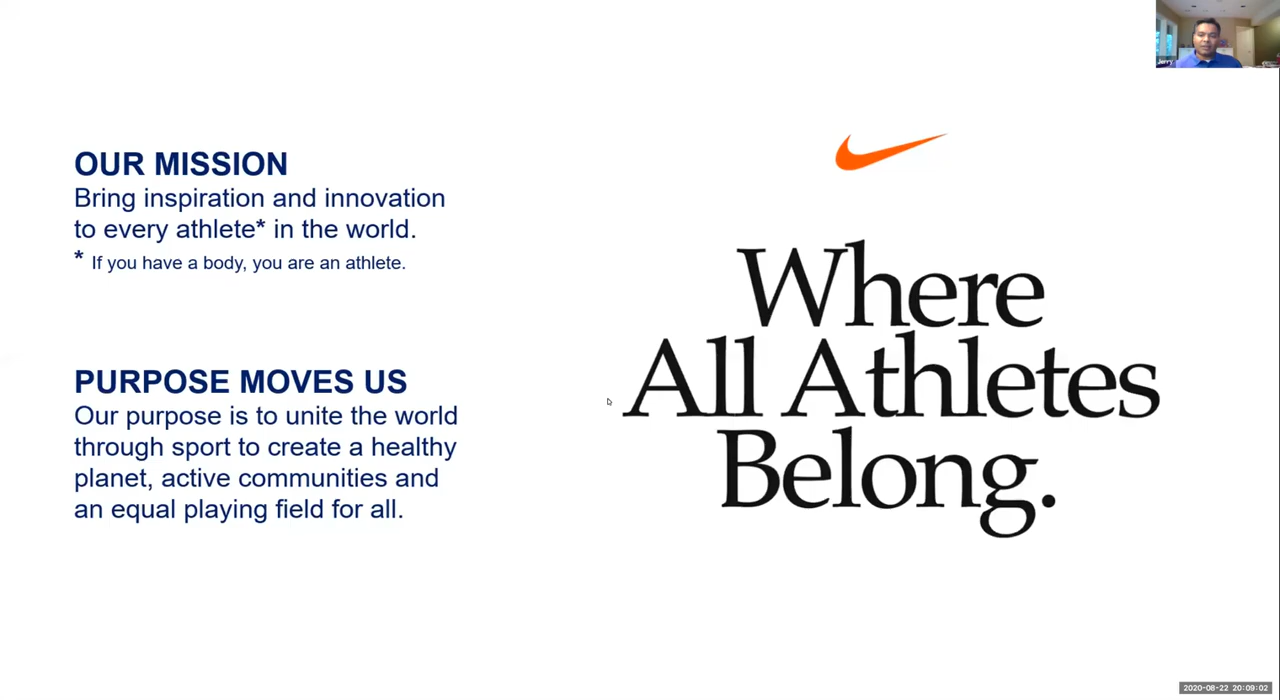 Jerry
OUR MISSION
Bring inspiration and innovation
to every athlete* in the world.
* If you have a body, you are an athlete.
PURPOSE MOVES US
Our purpose is to unite the world
through sport to create a healthy
planet, active communities and
an equal playing field for all.
Where
All Athletes
Belong.
2020-08-22 20:09:02